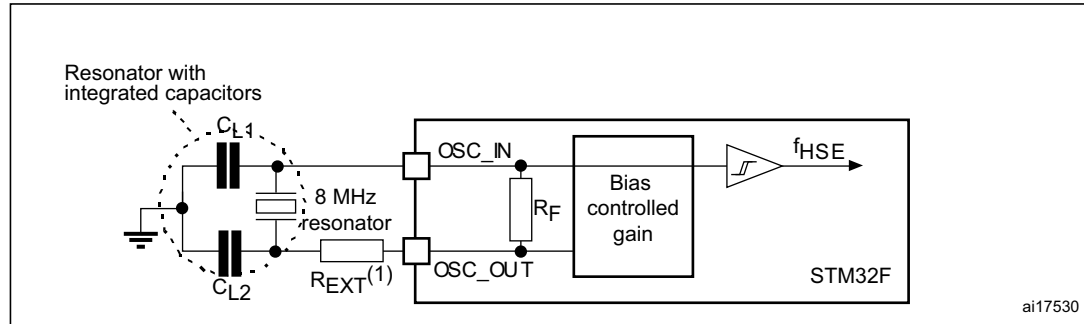 Resonator with
integrated capacitors
CL1
OSC_IN
fHSE
8 MHz
resonator
RF
Bias
controlled
gain
REXT(1)
OSC_OUT
STM32F
CL2
ai17530